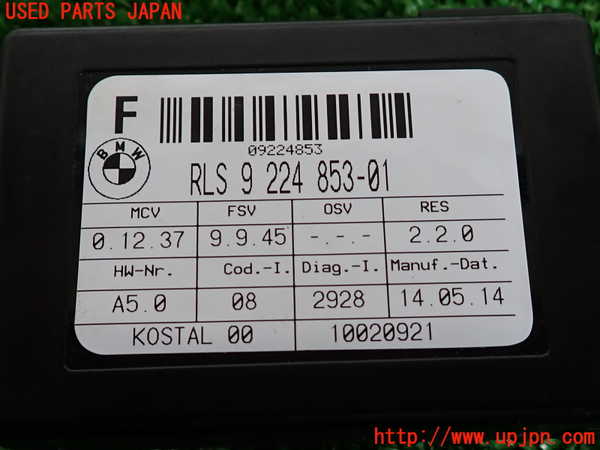 USED PARTS JAPAN
F
09224853
BMW
RLS 9 224 853-01
MCV FSV OSV RES
0.12.37 9.9.45 -.-.- 2.2.0
HW-Nr. Cod.-I. Diag.-I. Manuf.-Dat.
A5.0 08 2928 14.05.14
KOSTAL 00 10020921
http://www.upjpn.com/